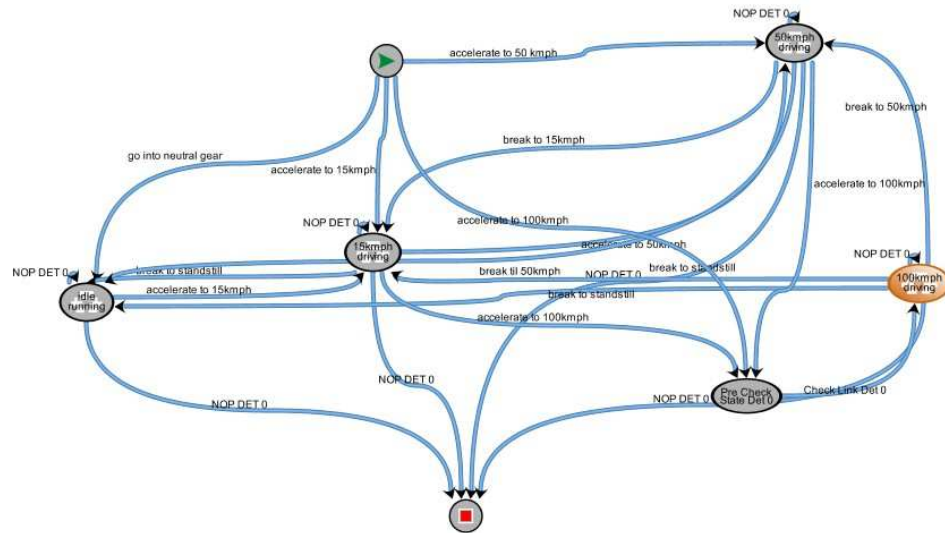 NOP DET 0
50kmph
driving
accelerate to 50 kmph
break to 50kmph
break to 15kmph
go into neutral gear
accelerate to 15kmph
accelerate to 100kmph
accelerate to 100kmph
NOP DET 0
15kmph
driving
accelerate to 50kmph
NOP DET 0
NOP DET 0
break to standstill
break til 50kmph
NOP DET 0
break to standstill
100kmph
driving
Idle
running
accelerate to 15kmph
break to standstill
accelerate to 100kmph
NOP DET 0
Pre Check
State Det 0
Check Link Det 0
NOP DET 0
NOP DET 0